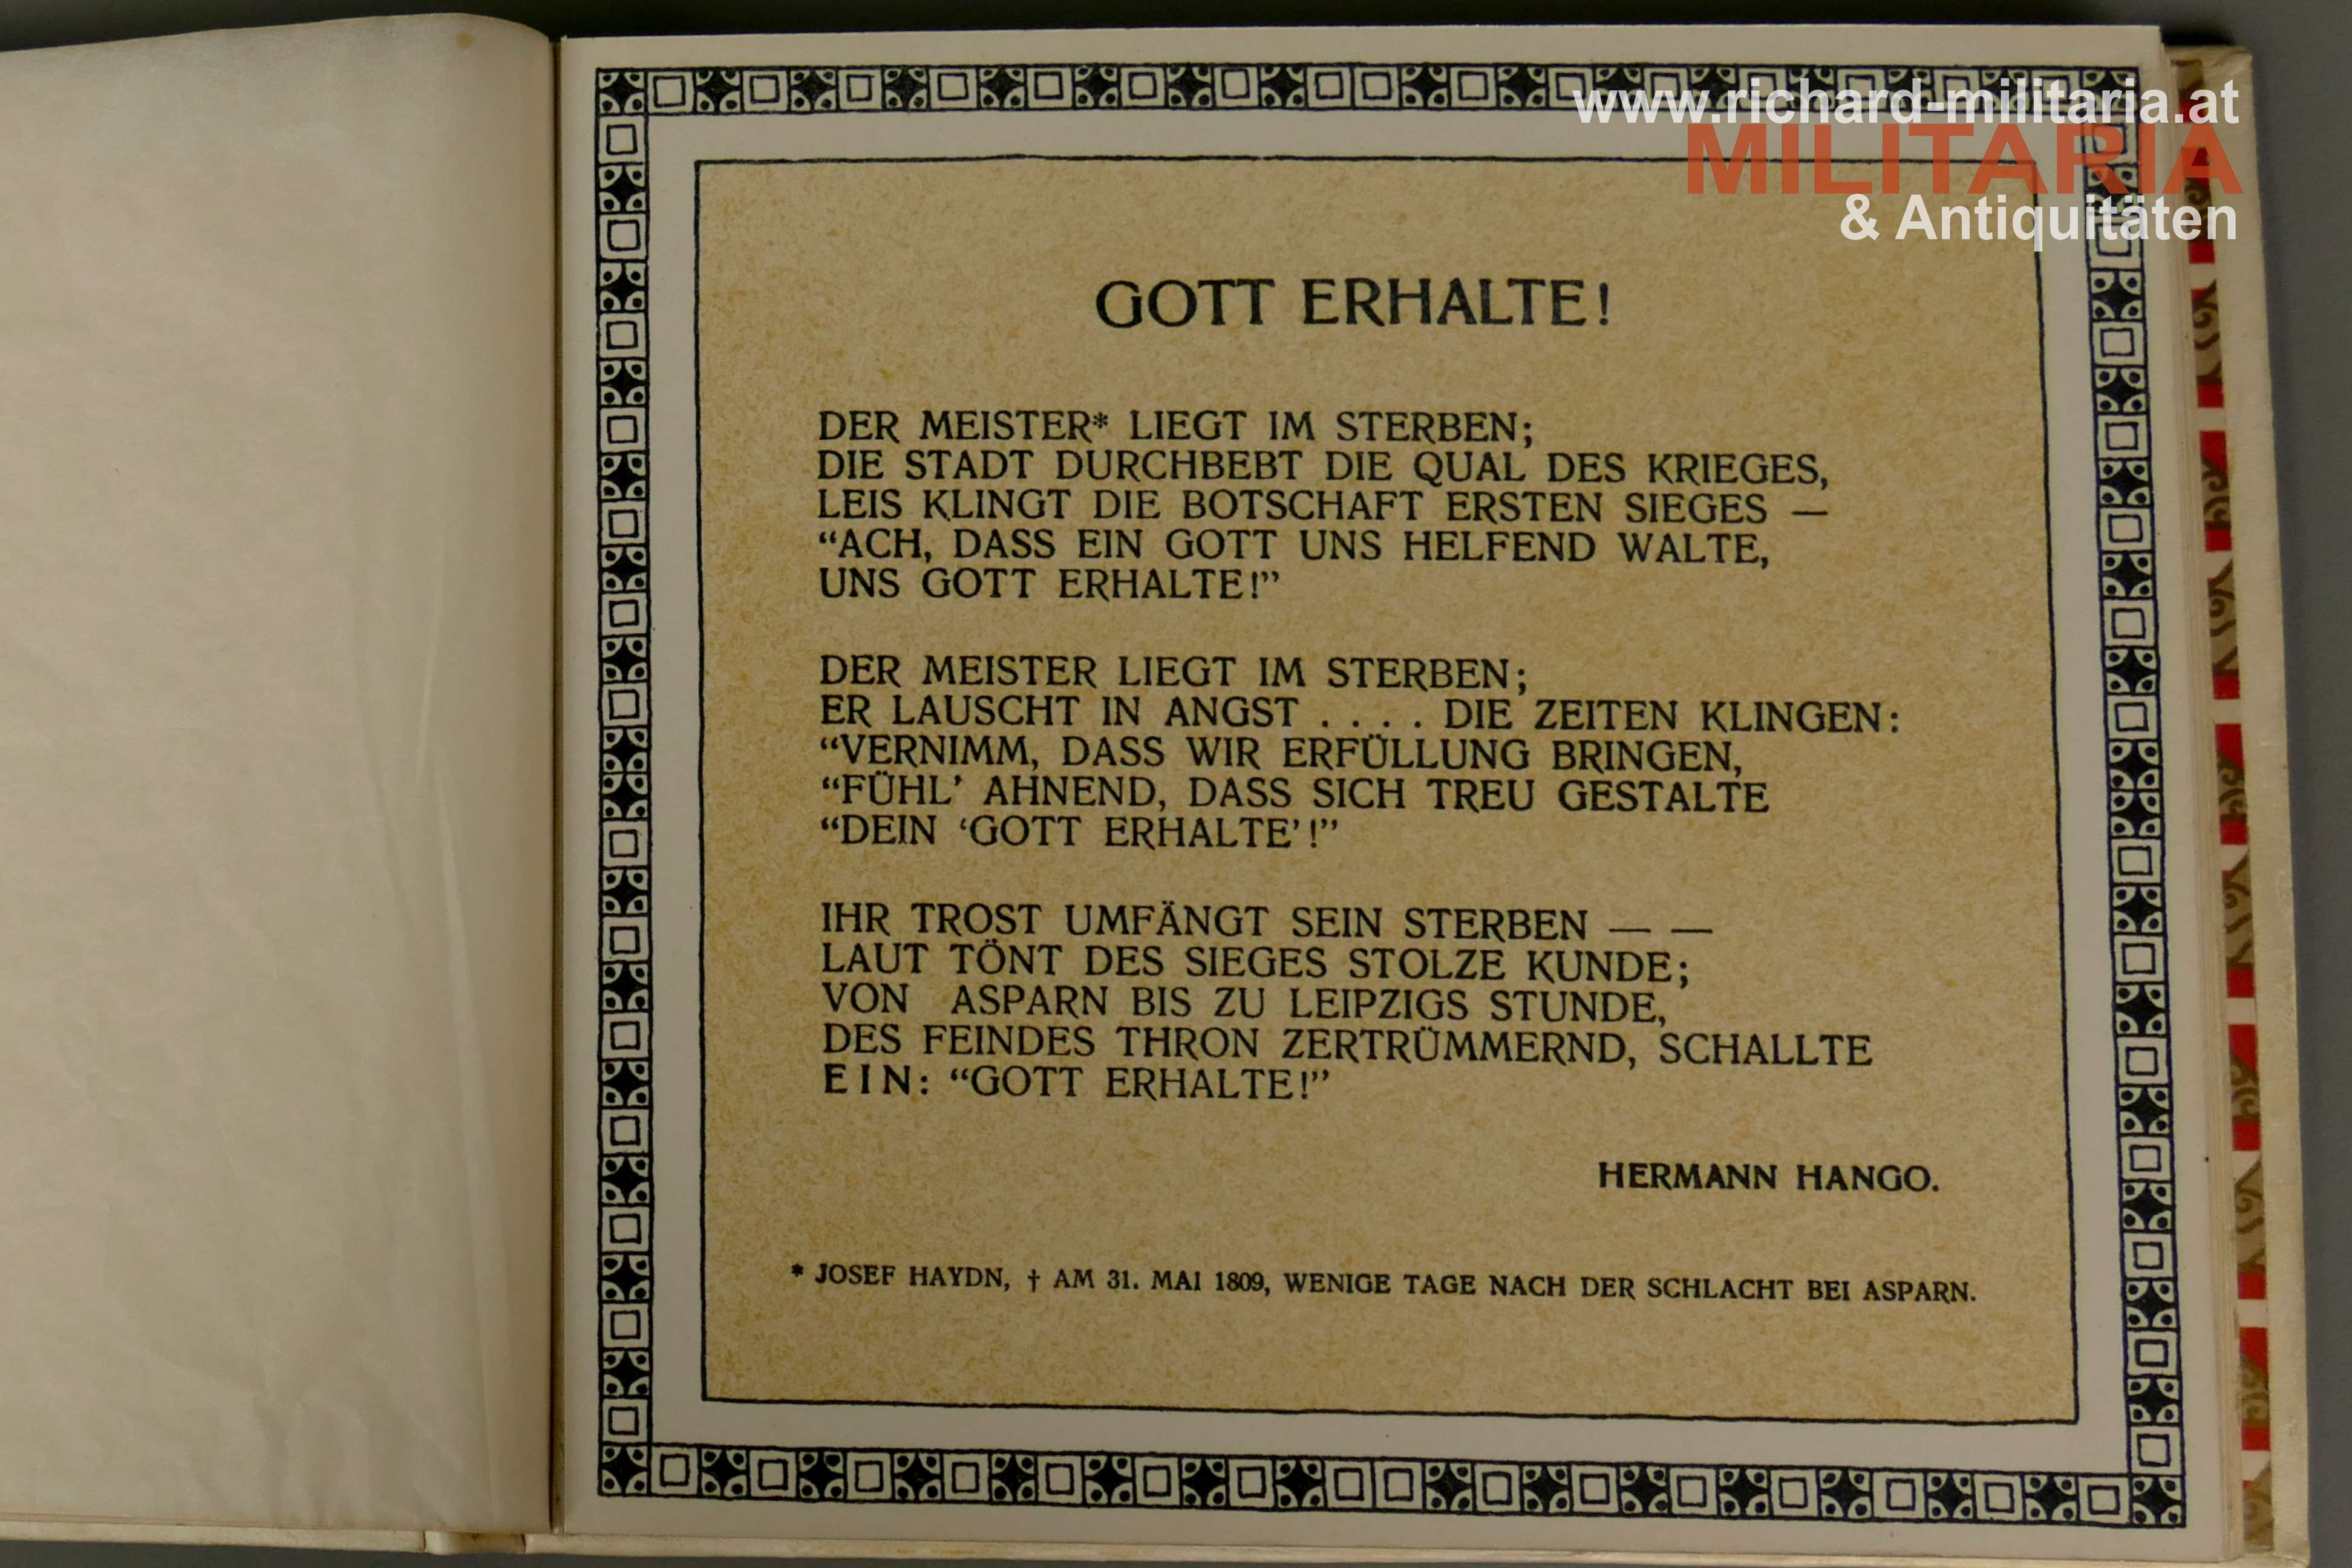 www.richard-militaria.at
MILITARIA
& Antiquitäten
GOTT ERHALTE!
DER MEISTER* LIEGT IM STERBEN;
DIE STADT DURCHBEBT DIE QUAL DES KRIEGES,
LEIS KLINGT DIE BOTSCHAFT ERSTEN SIEGES —
“ACH, DASS EIN GOTT UNS HELFEND WALTE,
UNS GOTT ERHALTE!”
DER MEISTER LIEGT IM STERBEN;
ER LAUSCHT IN ANGST . . . . DIE ZEITEN KLINGEN:
“VERNIMM, DASS WIR ERFÜLLUNG BRINGEN,
“FÜHL’ AHNEND, DASS SICH TREU GESTALTE
“DEIN ‘GOTT ERHALTE’!”
IHR TROST UMFÄNGT SEIN STERBEN — —
LAUT TÖNT DES SIEGES STOLZE KUNDE;
VON ASPARN BIS ZU LEIPZIGS STUNDE,
DES FEINDES THRON ZERTRÜMMERND, SCHALLTE
EIN: “GOTT ERHALTE!”
HERMANN HANGO.
* JOSEF HAYDN, † AM 31. MAI 1809, WENIGE TAGE NACH DER SCHLACHT BEI ASPARN.